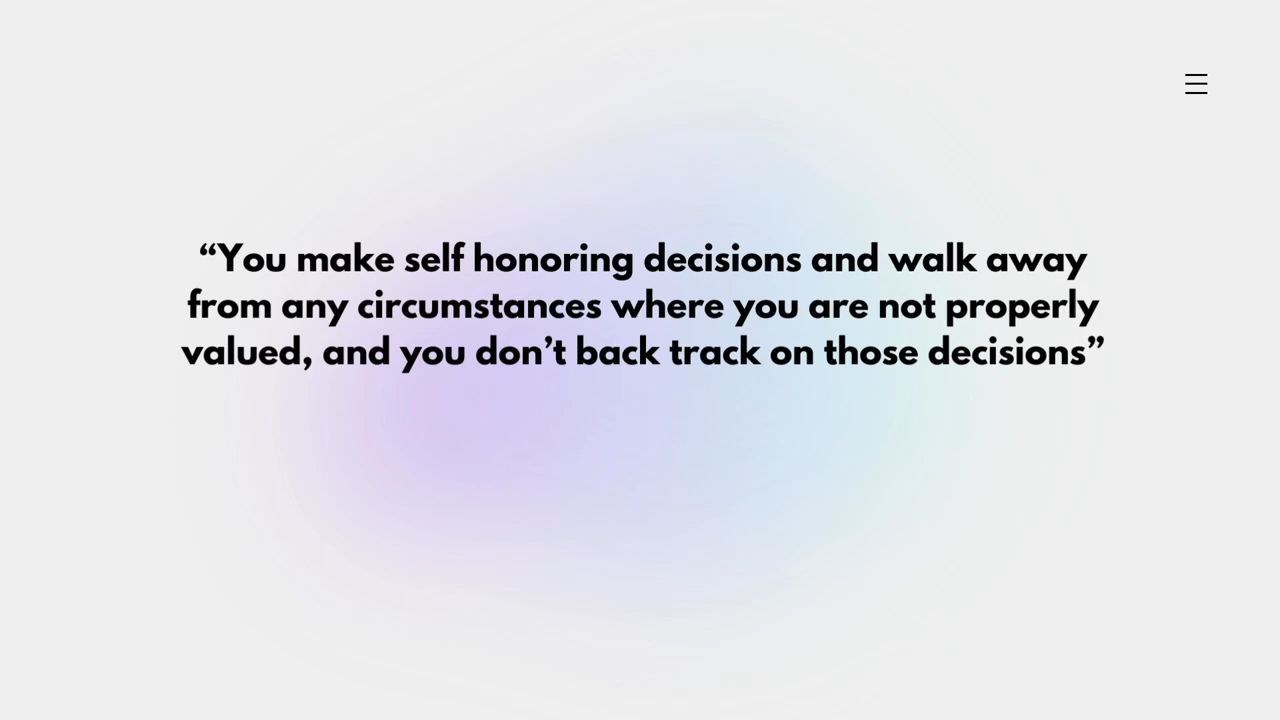 “You make self honoring decisions and walk away
from any circumstances where you are not properly
valued, and you don’t back track on those decisions”